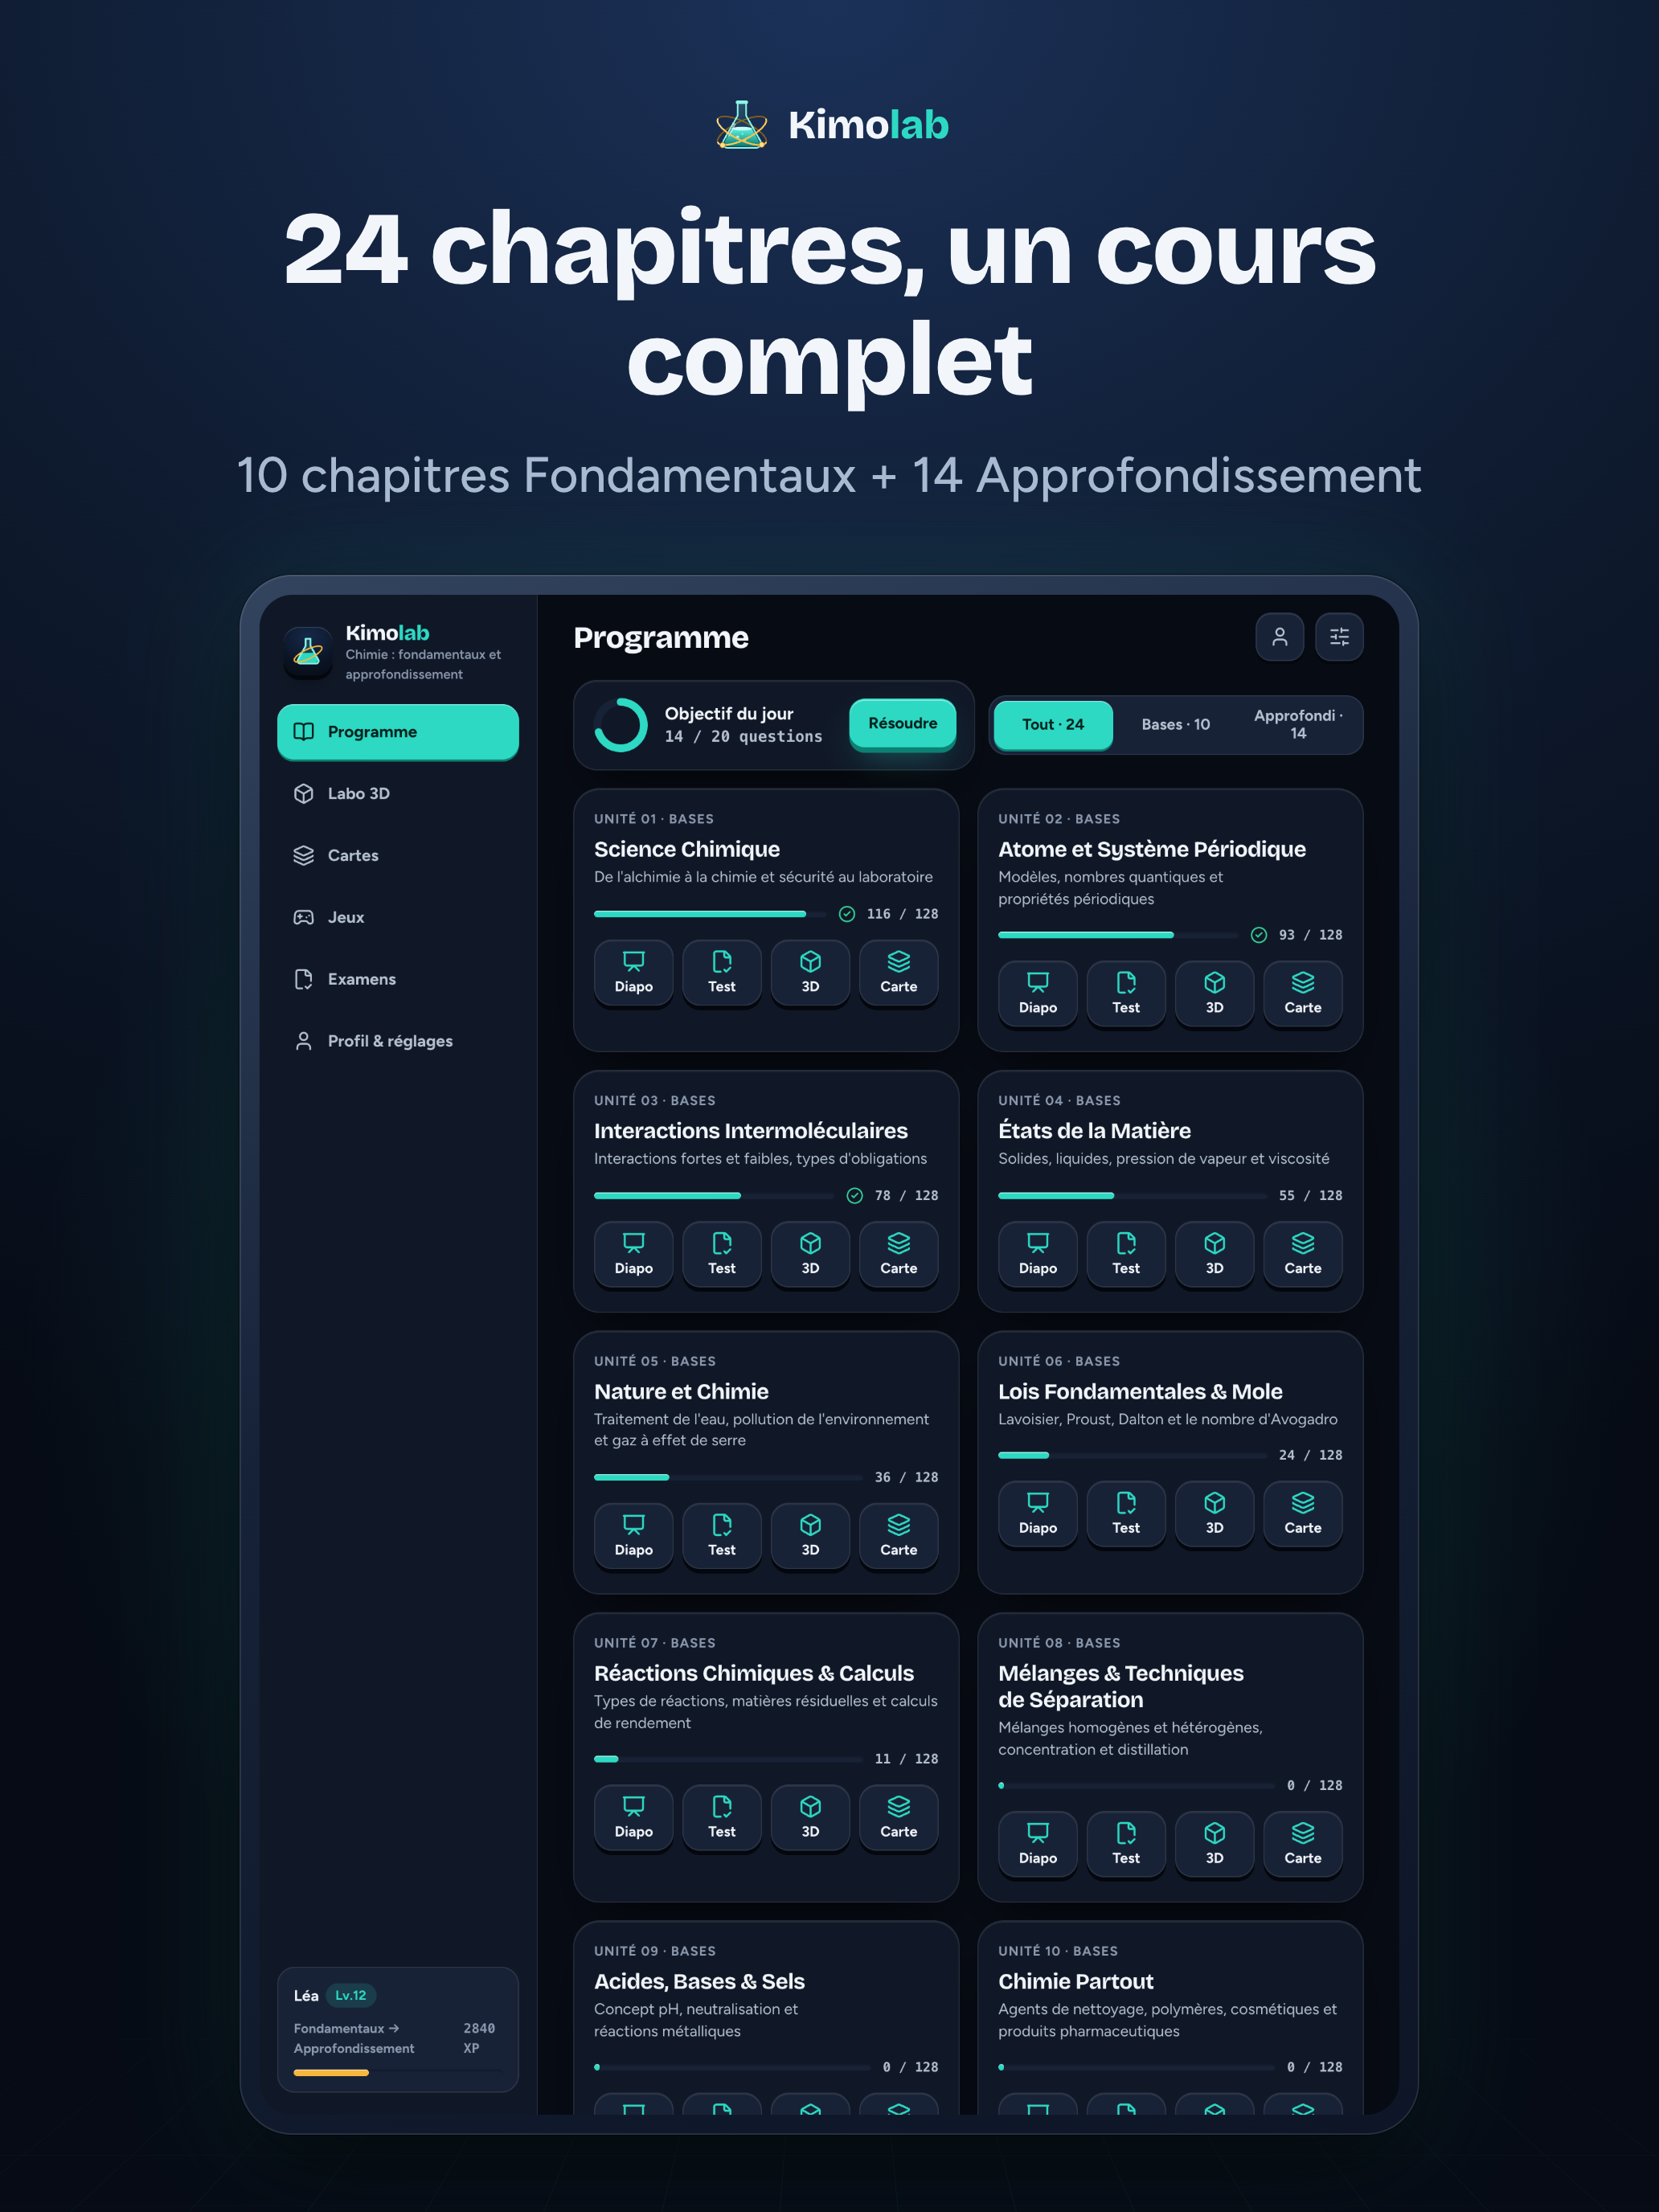 Kimolab
24 chapitres, un cours
complet
10 chapitres Fondamentaux + 14 Approfondissement
Kimolab
Chimie : fondamentaux et
approfondissement
Programme
Labo 3D
Cartes
Jeux
Examens
Profil & réglages
Léa Lv.12
Fondamentaux → 2840
Approfondissement XP
Programme
Objectif du jour
14 / 20 questions
Résoudre
Tout · 24
Bases · 10
Approfondi ·
14
UNITÉ 01 · BASES
Science Chimique
De l'alchimie à la chimie et sécurité au laboratoire
116 / 128
Diapo Test 3D Carte
UNITÉ 02 · BASES
Atome et Système Périodique
Modèles, nombres quantiques et
propriétés périodiques
93 / 128
Diapo Test 3D Carte
UNITÉ 03 · BASES
Interactions Intermoléculaires
Interactions fortes et faibles, types d'obligations
78 / 128
Diapo Test 3D Carte
UNITÉ 04 · BASES
États de la Matière
Solides, liquides, pression de vapeur et viscosité
55 / 128
Diapo Test 3D Carte
UNITÉ 05 · BASES
Nature et Chimie
Traitement de l'eau, pollution de l'environnement
et gaz à effet de serre
36 / 128
Diapo Test 3D Carte
UNITÉ 06 · BASES
Lois Fondamentales & Mole
Lavoisier, Proust, Dalton et le nombre d'Avogadro
24 / 128
Diapo Test 3D Carte
UNITÉ 07 · BASES
Réactions Chimiques & Calculs
Types de réactions, matières résiduelles et calculs
de rendement
11 / 128
Diapo Test 3D Carte
UNITÉ 08 · BASES
Mélanges & Techniques
de Séparation
Mélanges homogènes et hétérogènes,
concentration et distillation
0 / 128
Diapo Test 3D Carte
UNITÉ 09 · BASES
Acides, Bases & Sels
Concept pH, neutralisation et
réactions métalliques
0 / 128
UNITÉ 10 · BASES
Chimie Partout
Agents de nettoyage, polymères, cosmétiques et
produits pharmaceutiques
0 / 128